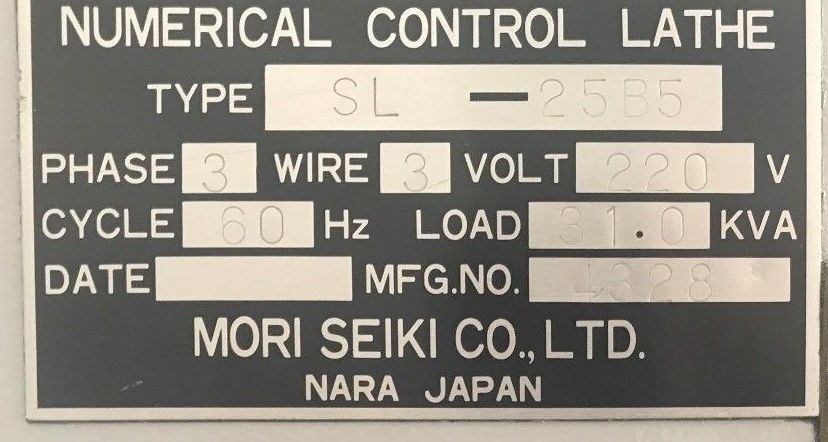 NUMERICAL CONTROL LATHE
TYPE SL - 25B5
PHASE 3 WIRE 3 VOLT 220 V
CYCLE 60 Hz LOAD 31.0 KVA
DATE MFG.NO. 4328
MORI SEIKI CO., LTD.
NARA JAPAN